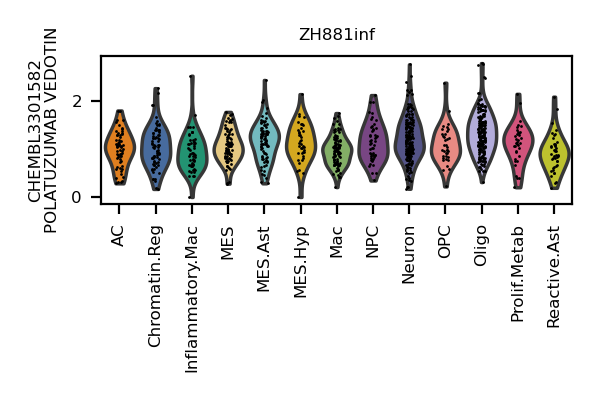 ZH881inf
CHEMBL3301582
POLATUZUMAB VEDOTIN
2
0
AC
Chromatin.Reg
Inflammatory.Mac
MES
MES.Ast
MES.Hyp
Mac
NPC
Neuron
OPC
Oligo
Prolif.Metab
Reactive.Ast